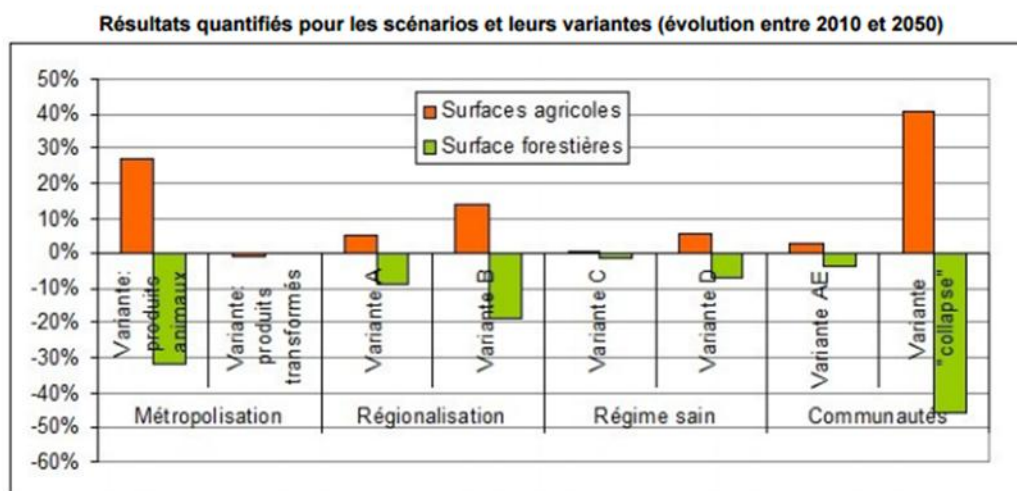 Résultats quantifiés pour les scénarios et leurs variantes (évolution entre 2010 et 2050)
50%
40%
30%
20%
10%
0%
-10%
-20%
-30%
-40%
-50%
-60%
Surfaces agricoles
Surface forestières
Variante:
produits
animaux
Variante:
produits
transformés
Variante A
Variante B
Variante C
Variante D
Variante AE
Variante
"collapse"
Métropolisation
Régionalisation
Régime sain
Communautés